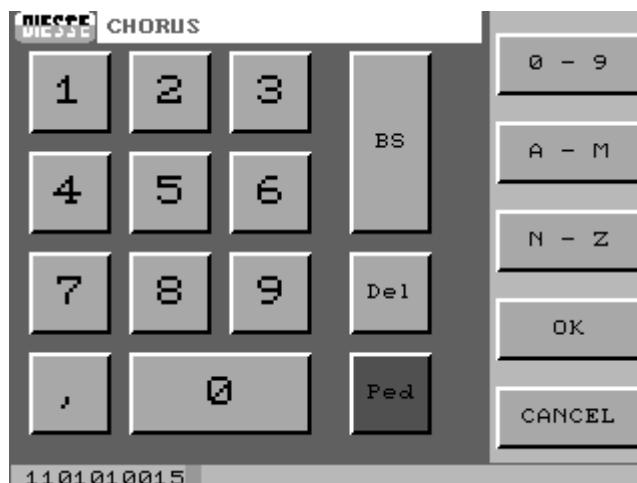 DIESSE CHORUS
0 - 9
1 2 3
BS
A - M
4 5 6
N - Z
7 8 9 Del
OK
, 0 Ped
CANCEL
1101010015